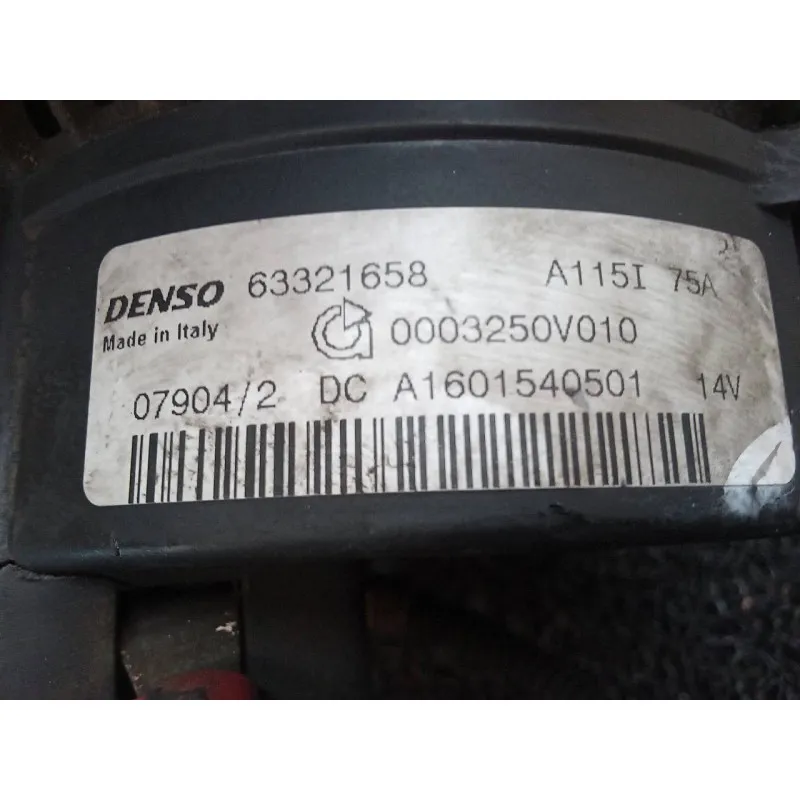 DENSO 63321658 A115I 75A
Made in Italy 0003250V010
07904/2 DC A1601540501 14V